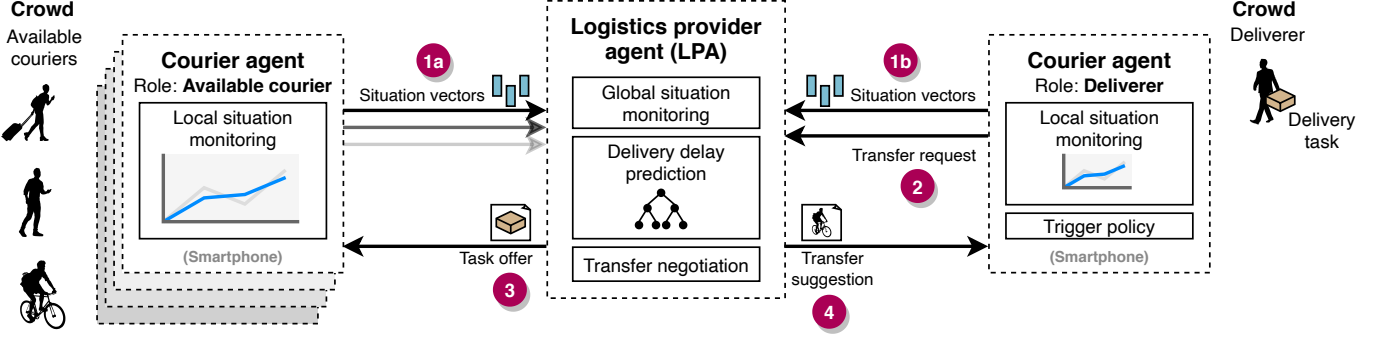 Crowd
Available
couriers
Courier agent
Role: Available courier
Local situation
monitoring
(Smartphone)
1a
Situation vectors
Task offer
3
Logistics provider
agent (LPA)
Global situation
monitoring
Delivery delay
prediction
Transfer negotiation
1b
Situation vectors
Transfer request
2
Transfer
suggestion
4
Courier agent
Role: Deliverer
Local situation
monitoring
Trigger policy
(Smartphone)
Crowd
Deliverer
Delivery
task